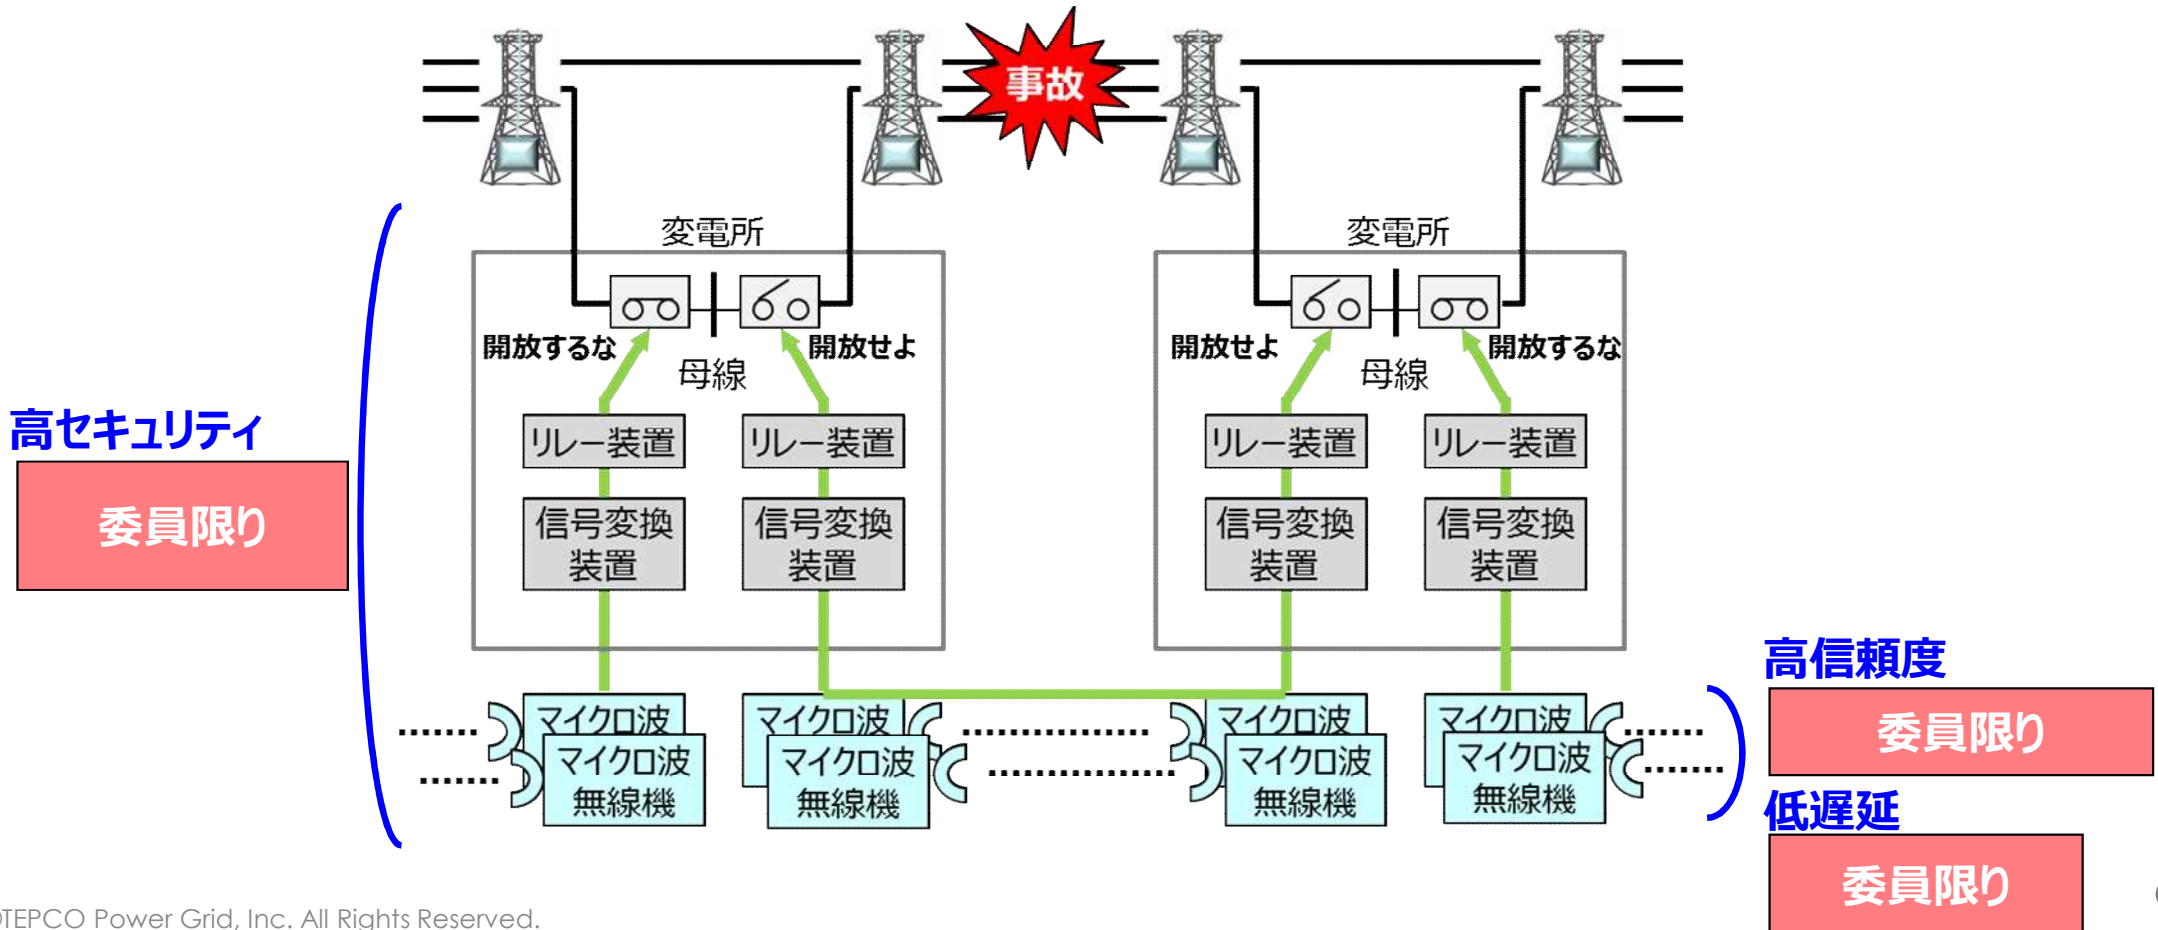 事故
変電所
変電所
開放するな
開放せよ
開放せよ
開放するな
母線
母線
高セキュリティ
委員限り
リレー装置
リレー装置
リレー装置
リレー装置
信号変換
装置
信号変換
装置
信号変換
装置
信号変換
装置
マイクロ波
マイクロ波
無線機
マイクロ波
マイクロ波
無線機
マイクロ波
マイクロ波
無線機
マイクロ波
マイクロ波
無線機
高信頼度
委員限り
低遅延
委員限り
TEPCO Power Grid, Inc. All Rights Reserved.